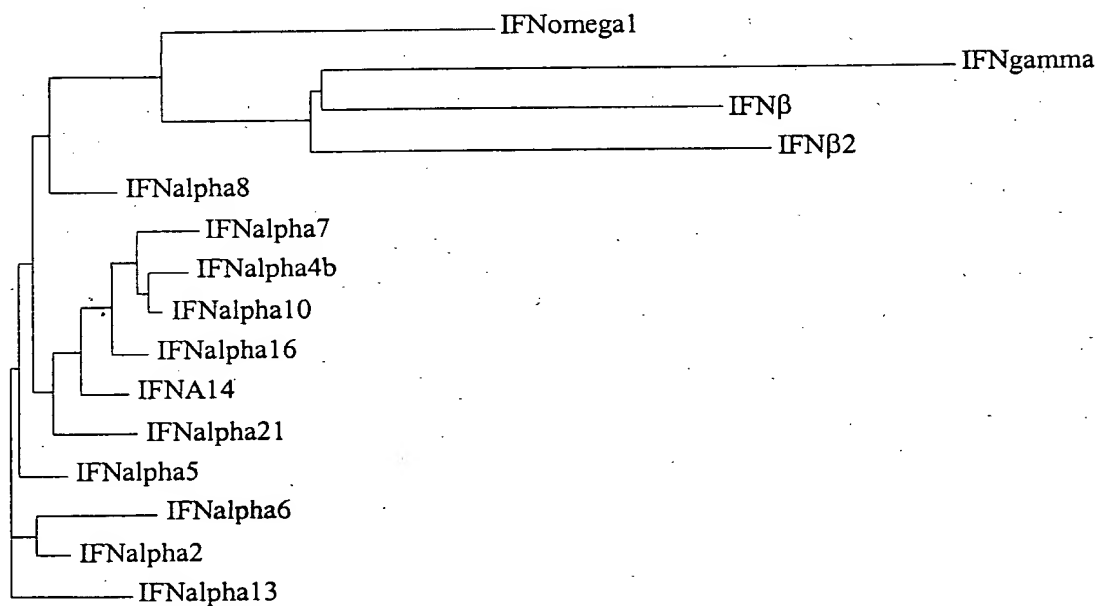 IFNomega1
IFNgamma
IFNβ
IFNβ2
IFNalpha8
IFNalpha7
IFNalpha4b
IFNalpha10
IFNalpha16
IFNA14
IFNalpha21
IFNalpha5
IFNalpha6
IFNalpha2
IFNalpha13